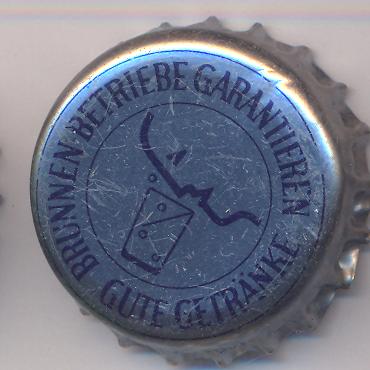 BRUNNEN-BETRIEBE GARANTIEREN
GUTE GETRÄNKE